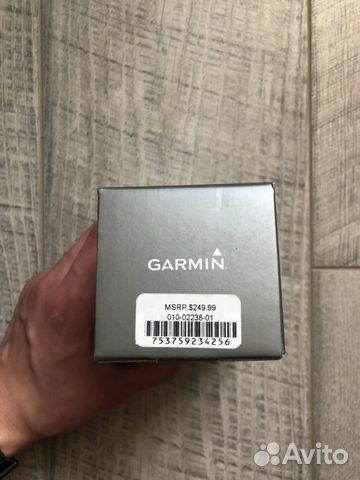 GARMIN
MSRP $249.99
010-02238-01
753759234256
Avito